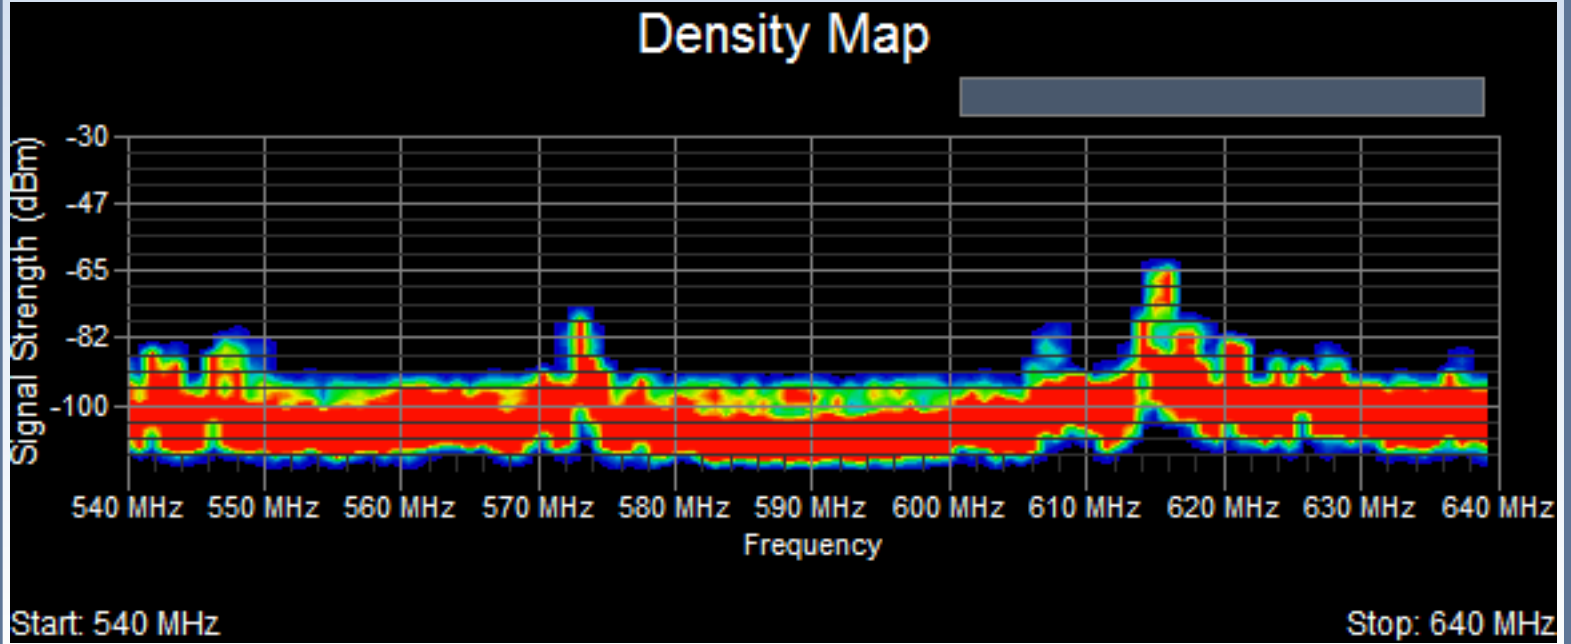 Density Map
Signal Strength (dBm)
-30
-47
-65
-82
-100
540 MHz 550 MHz 560 MHz 570 MHz 580 MHz 590 MHz 600 MHz 610 MHz 620 MHz 630 MHz 640 MHz
Frequency
Start: 540 MHz Stop: 640 MHz